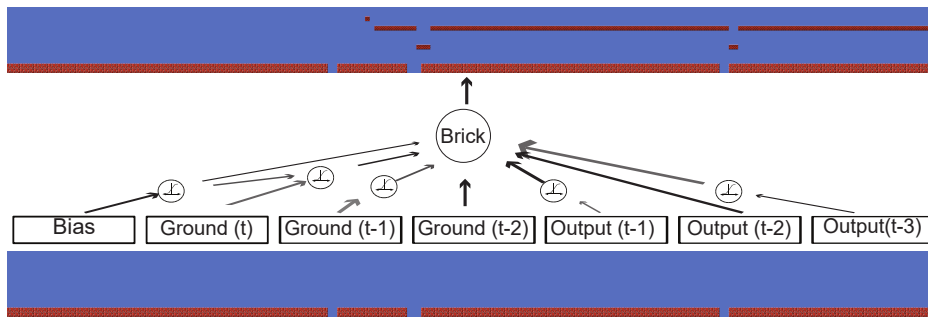 Brick
Bias
Ground (t)
Ground (t-1)
Ground (t-2)
Output (t-1)
Output (t-2)
Output(t-3)